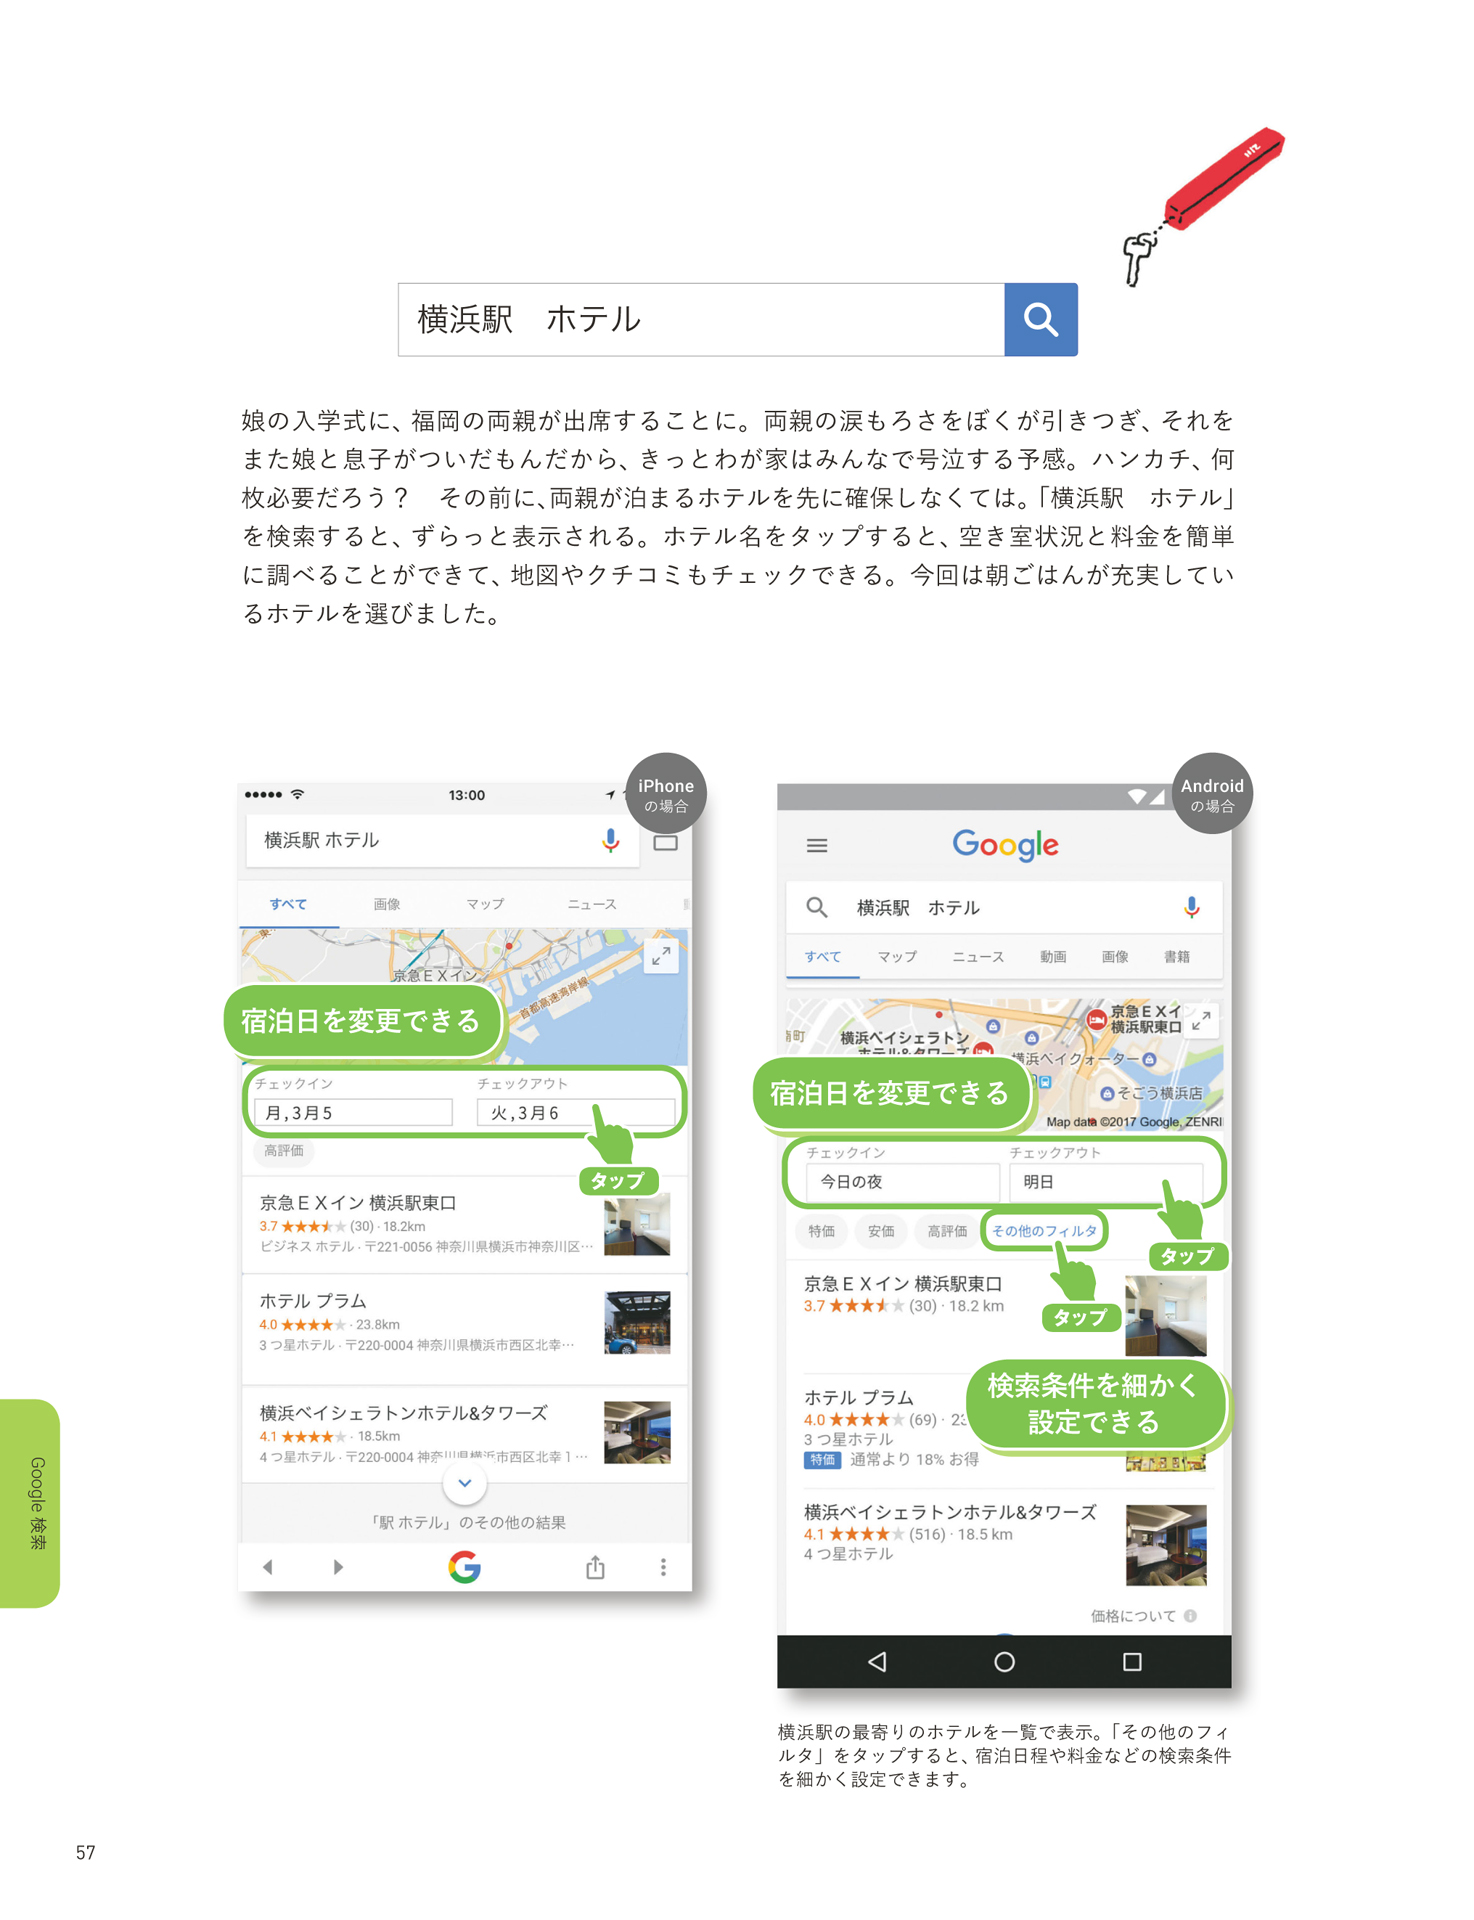 横浜駅　ホテル
娘の入学式に、福岡の両親が出席することに。両親の涙もろさをぼくが引きつぎ、それを
また娘と息子がついだもんだから、きっとわが家はみんなで号泣する予感。ハンカチ、何
枚必要だろう？　その前に、両親が泊まるホテルを先に確保しなくては。「横浜駅　ホテル」
を検索すると、ずらっと表示される。ホテル名をタップすると、空き室状況と料金を簡単
に調べることができて、地図やクチコミもチェックできる。今回は朝ごはんが充実してい
るホテルを選びました。
iPhone
の場合
13:00
横浜駅 ホテル
すべて 画像 マップ ニュース
京急ＥＸイン
首都高速湾岸線
宿泊日を変更できる
チェックイン チェックアウト
月,3月5 火,3月6
タップ
高評価
京急ＥＸイン 横浜駅東口
3.7 ★★★★★ (30) · 18.2km
ビジネス ホテル · 〒221-0056 神奈川県横浜市神奈川区…
ホテル プラム
4.0 ★★★★★ · 23.8km
3 つ星ホテル · 〒220-0004 神奈川県横浜市西区北幸…
横浜ベイシェラトンホテル&タワーズ
4.1 ★★★★★ · 18.5km
4 つ星ホテル · 〒220-0004 神奈川県横浜市西区北幸 1 …
「駅 ホテル」のその他の結果
Android
の場合
Google
横浜駅　ホテル
すべて マップ ニュース 動画 画像 書籍
京急ＥＸイ
横浜駅東口
横浜ベイシェラトン
ホテル&タワーズ
横浜ベイクォーター
そごう横浜店
Map data ©2017 Google, ZENRI
宿泊日を変更できる
チェックイン チェックアウト
今日の夜 明日
タップ
特価 安価 高評価 その他のフィルタ
タップ
京急ＥＸイン 横浜駅東口
3.7 ★★★★★ (30) · 18.2 km
検索条件を細かく
設定できる
ホテル プラム
4.0 ★★★★★ (69) · 23
3 つ星ホテル
特価 通常より 18% お得
横浜ベイシェラトンホテル&タワーズ
4.1 ★★★★★ (516) · 18.5 km
4 つ星ホテル
価格について
横浜駅の最寄りのホテルを一覧で表示。「その他のフィ
ルタ」をタップすると、宿泊日程や料金などの検索条件
を細かく設定できます。
Google 検索
57